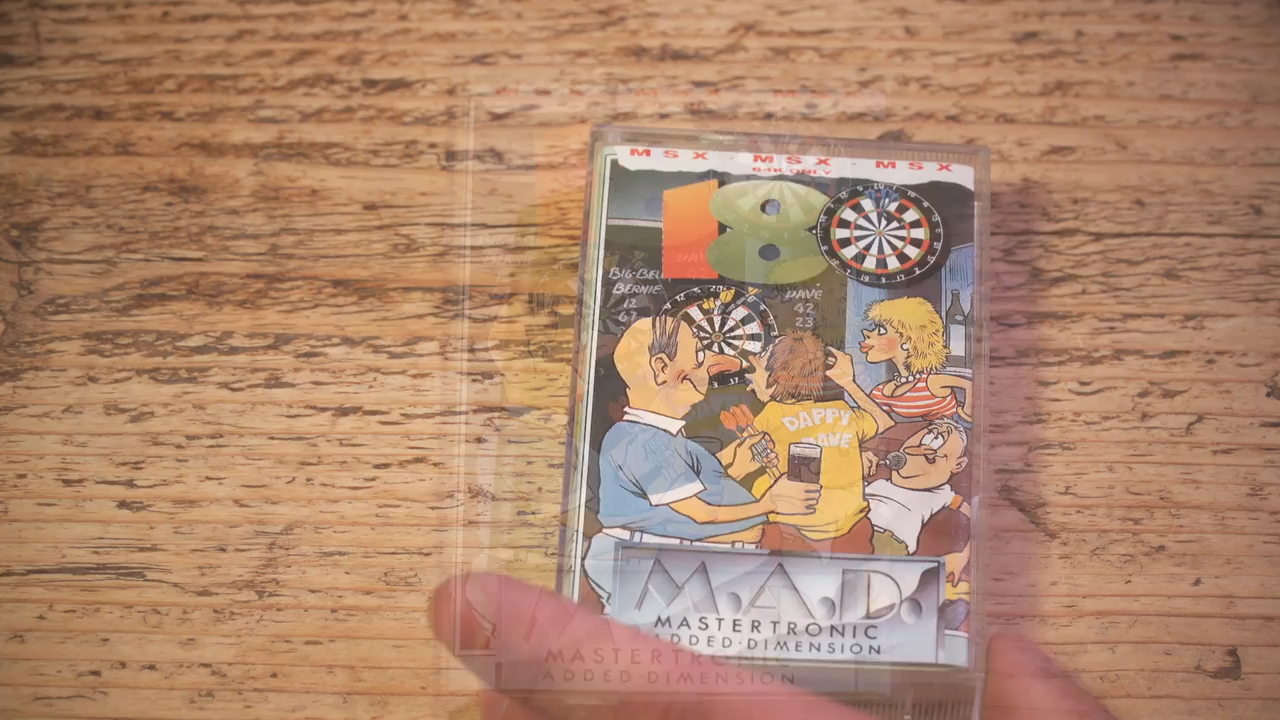 MSX · MSX · MSX
64K ONLY
180
BIG-BELLY
BERNIE
12
67
DAVE
42
23
DAPPY
DAVE
M.A.D.
MASTERTRONIC
ADDED·DIMENSION
MASTERTRONIC
ADDED·DIMENSION